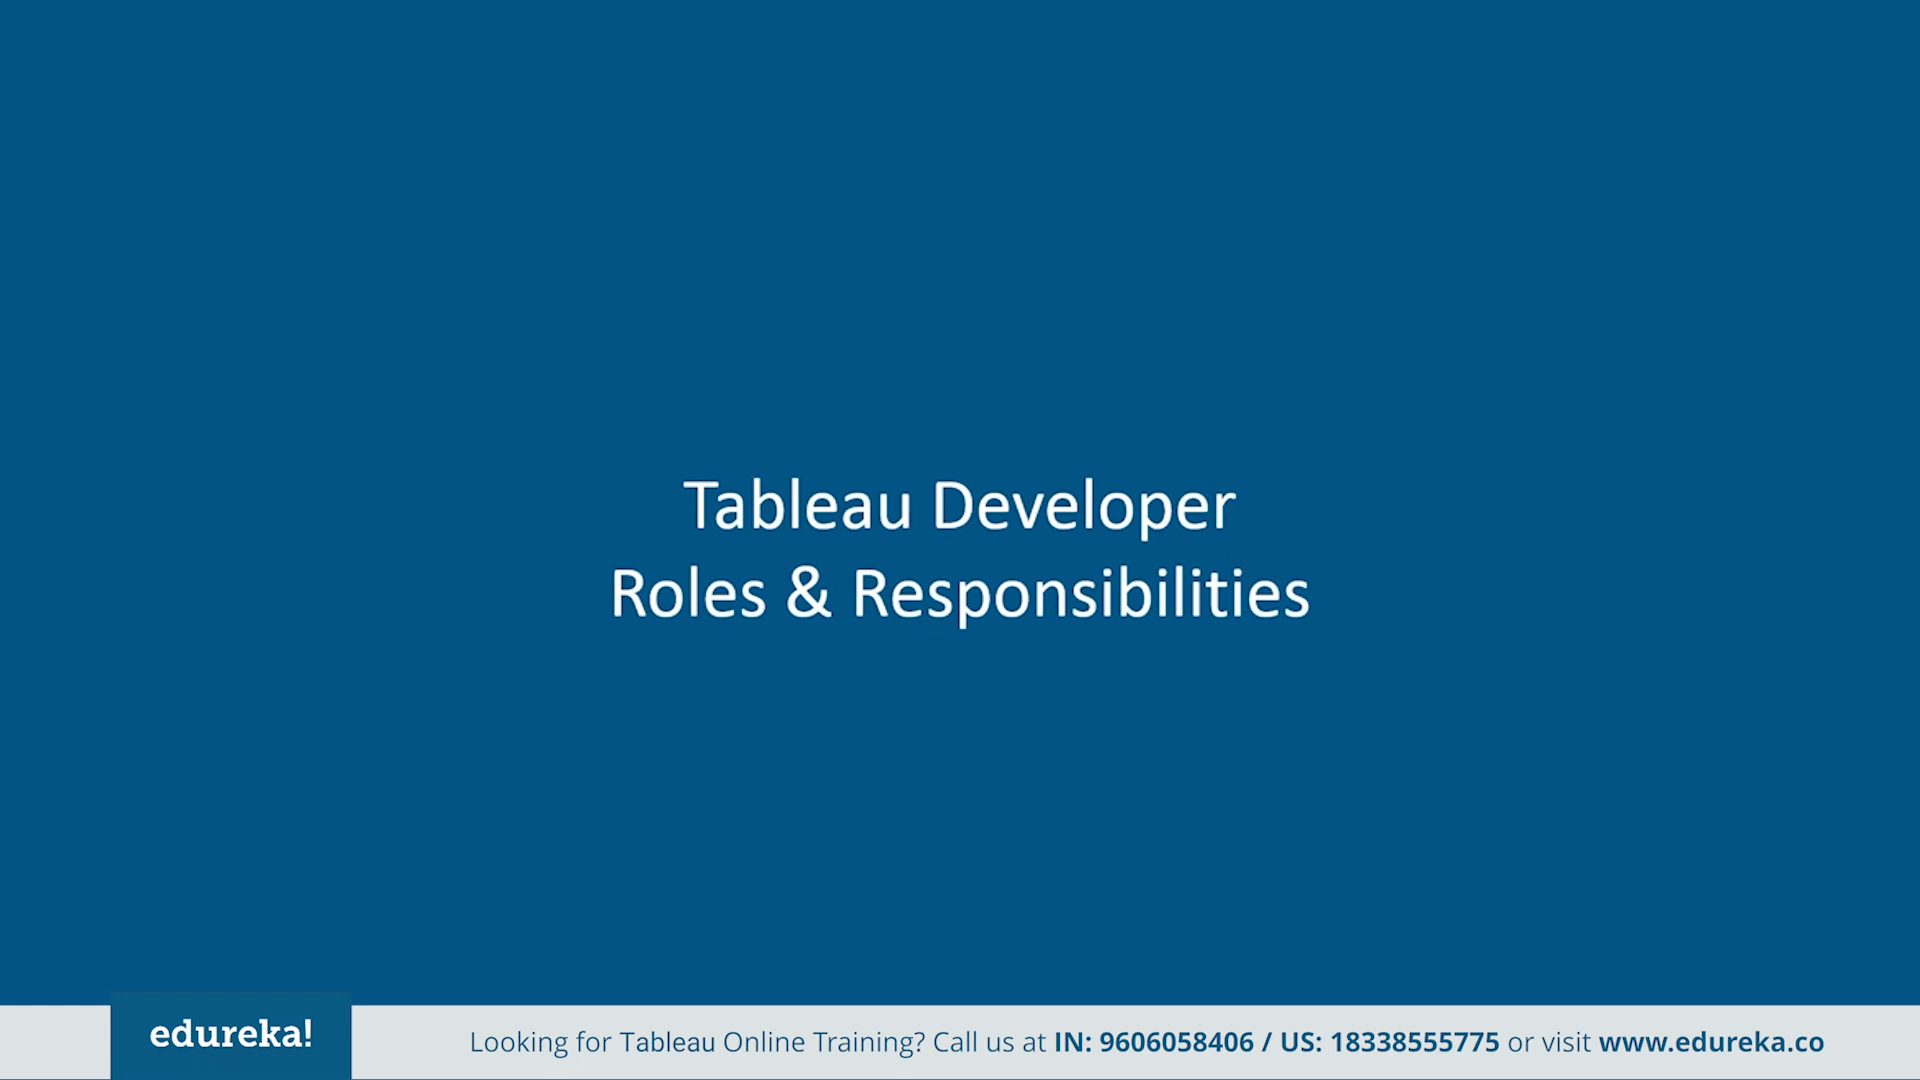 Tableau Developer
Roles & Responsibilities
edureka!
Looking for Tableau Online Training? Call us at IN: 9606058406 / US: 18338555775 or visit www.edureka.co